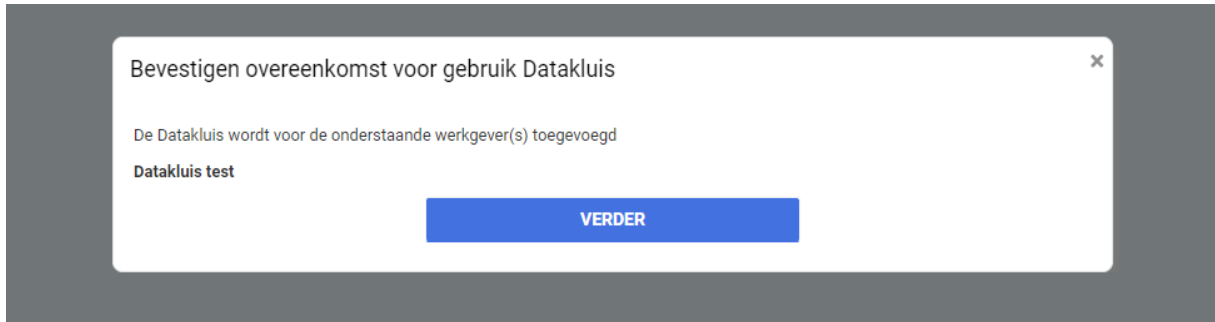 Bevestigen overeenkomst voor gebruik Datakluis
De Datakluis wordt voor de onderstaande werkgever(s) toegevoegd
Datakluis test
VERDER